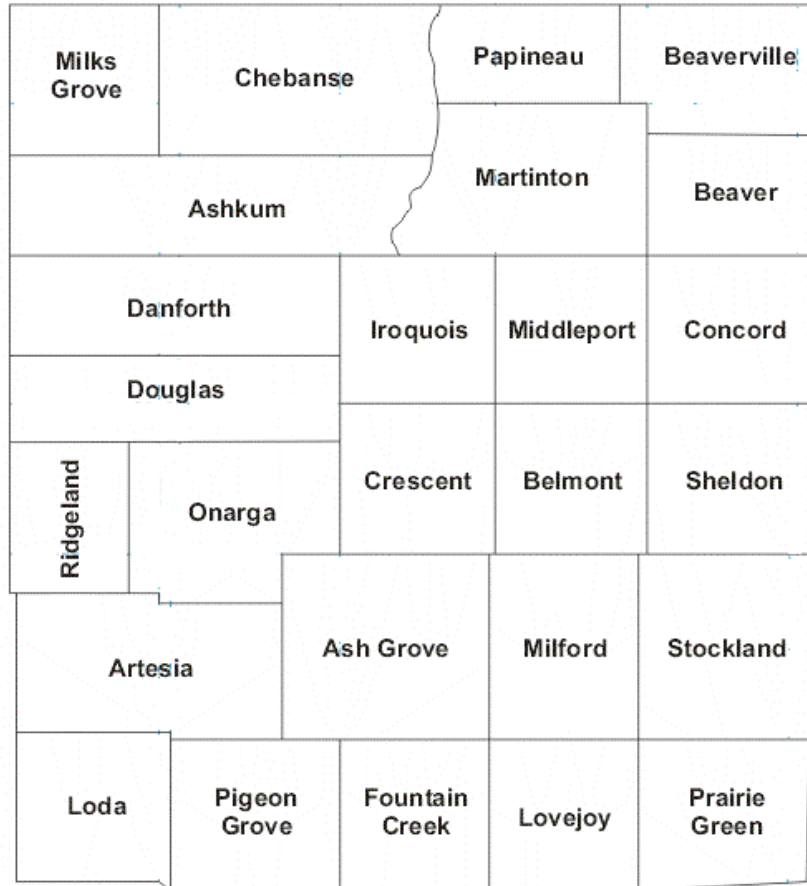 Milks
Grove
Chebanse
Papineau
Beaverville
Ashkum
Martinton
Beaver
Danforth
Iroquois
Middleport
Concord
Douglas
Ridgeland
Onarga
Crescent
Belmont
Sheldon
Artesia
Ash Grove
Milford
Stockland
Loda
Pigeon
Grove
Fountain
Creek
Lovejoy
Prairie
Green